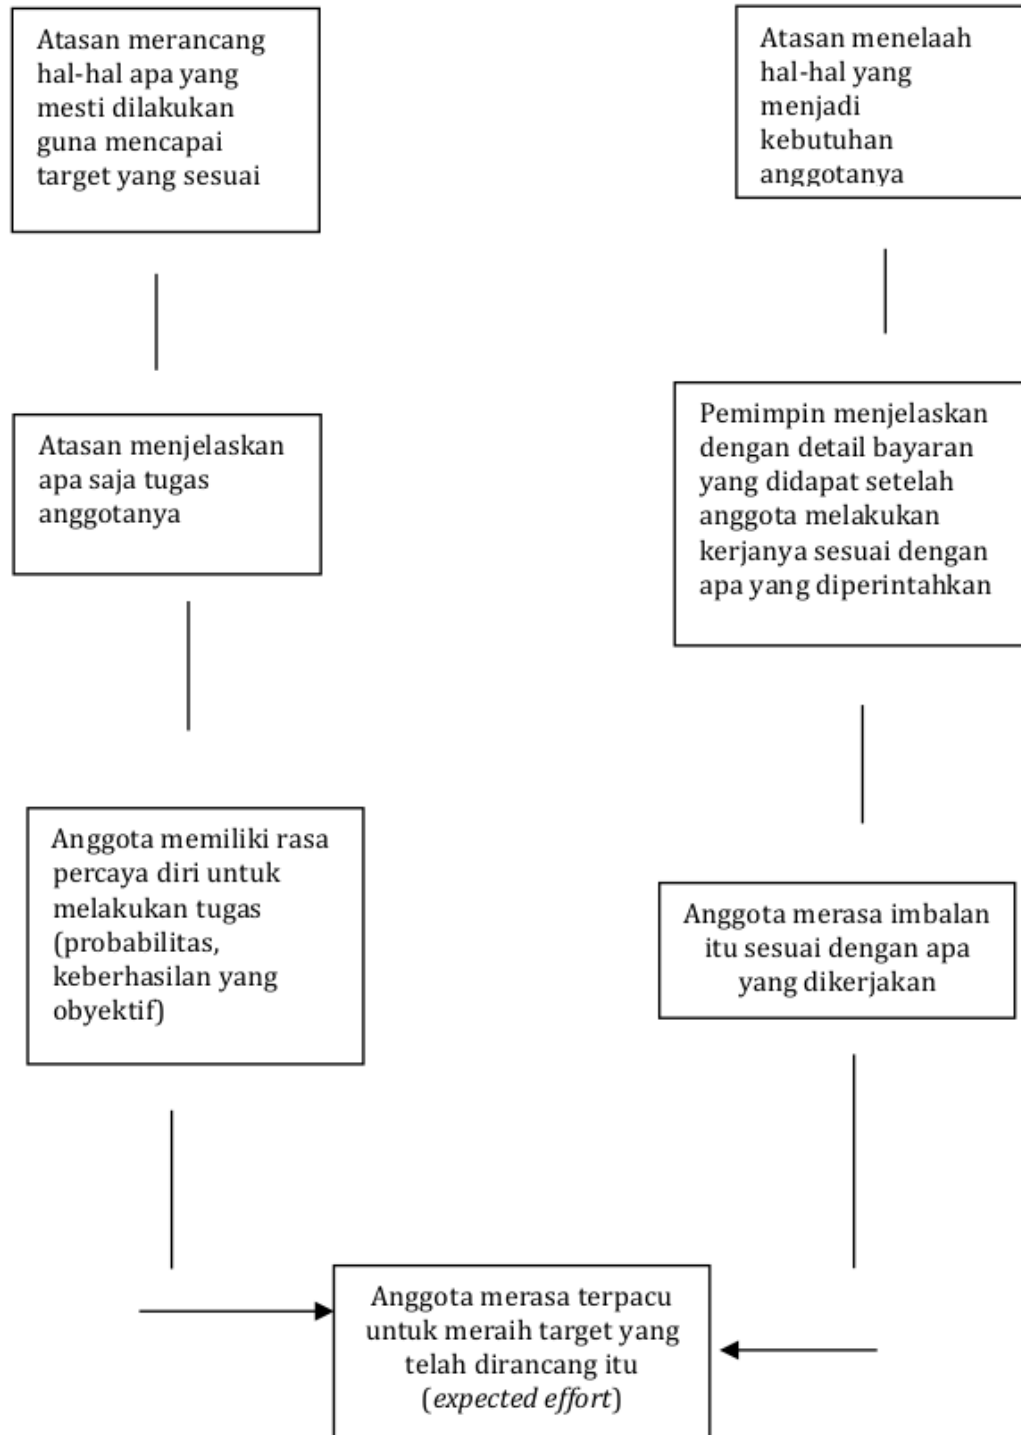 Atasan merancang
hal-hal apa yang
mesti dilakukan
guna mencapai
target yang sesuai
Atasan menelaah
hal-hal yang
menjadi
kebutuhan
anggotanya
Atasan menjelaskan
apa saja tugas
anggotanya
Pemimpin menjelaskan
dengan detail bayaran
yang didapat setelah
anggota melakukan
kerjanya sesuai dengan
apa yang diperintahkan
Anggota memiliki rasa
percaya diri untuk
melakukan tugas
(probabilitas,
keberhasilan yang
obyektif)
Anggota merasa imbalan
itu sesuai dengan apa
yang dikerjakan
Anggota merasa terpacu
untuk meraih target yang
telah dirancang itu
(expected effort)